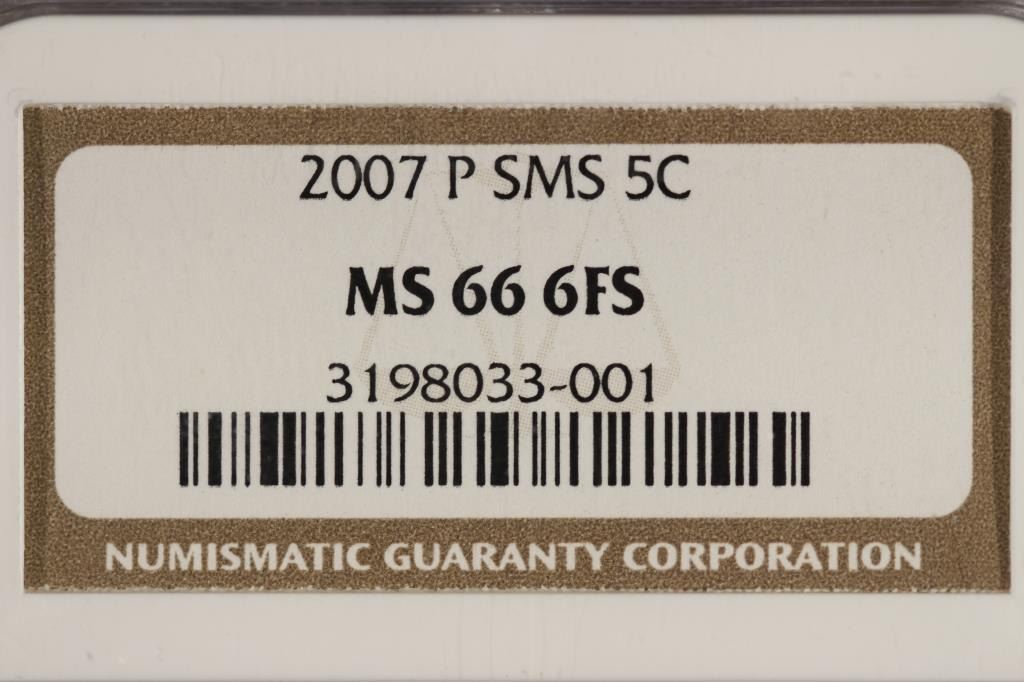 2007 P SMS 5C
MS 66 6FS
3198033-001
NUMISMATIC GUARANTY CORPORATION